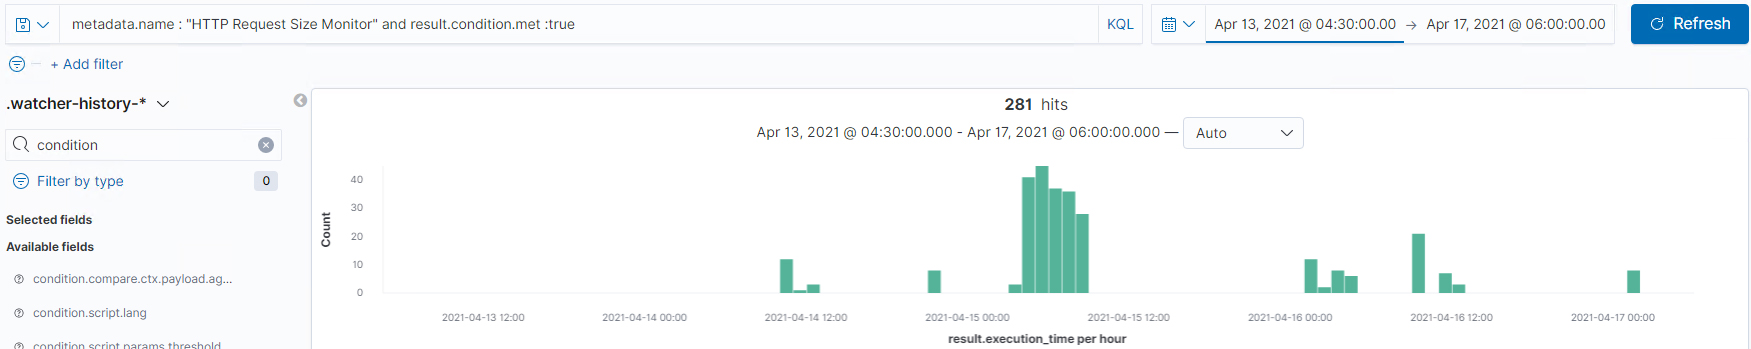 metadata.name : "HTTP Request Size Monitor" and result.condition.met :true
KQL
Apr 13, 2021 @ 04:30:00.00 → Apr 17, 2021 @ 06:00:00.00
Refresh
+ Add filter
.watcher-history-*
condition
Filter by type 0
Selected fields
Available fields
condition.compare.ctx.payload.ag...
condition.script.lang
condition.script.params.threshold
281 hits
Apr 13, 2021 @ 04:30:00.000 - Apr 17, 2021 @ 06:00:00.000 — Auto
Count
40
30
20
10
0
2021-04-13 12:00 2021-04-14 00:00 2021-04-14 12:00 2021-04-15 00:00 2021-04-15 12:00 2021-04-16 00:00 2021-04-16 12:00 2021-04-17 00:00
result.execution_time per hour